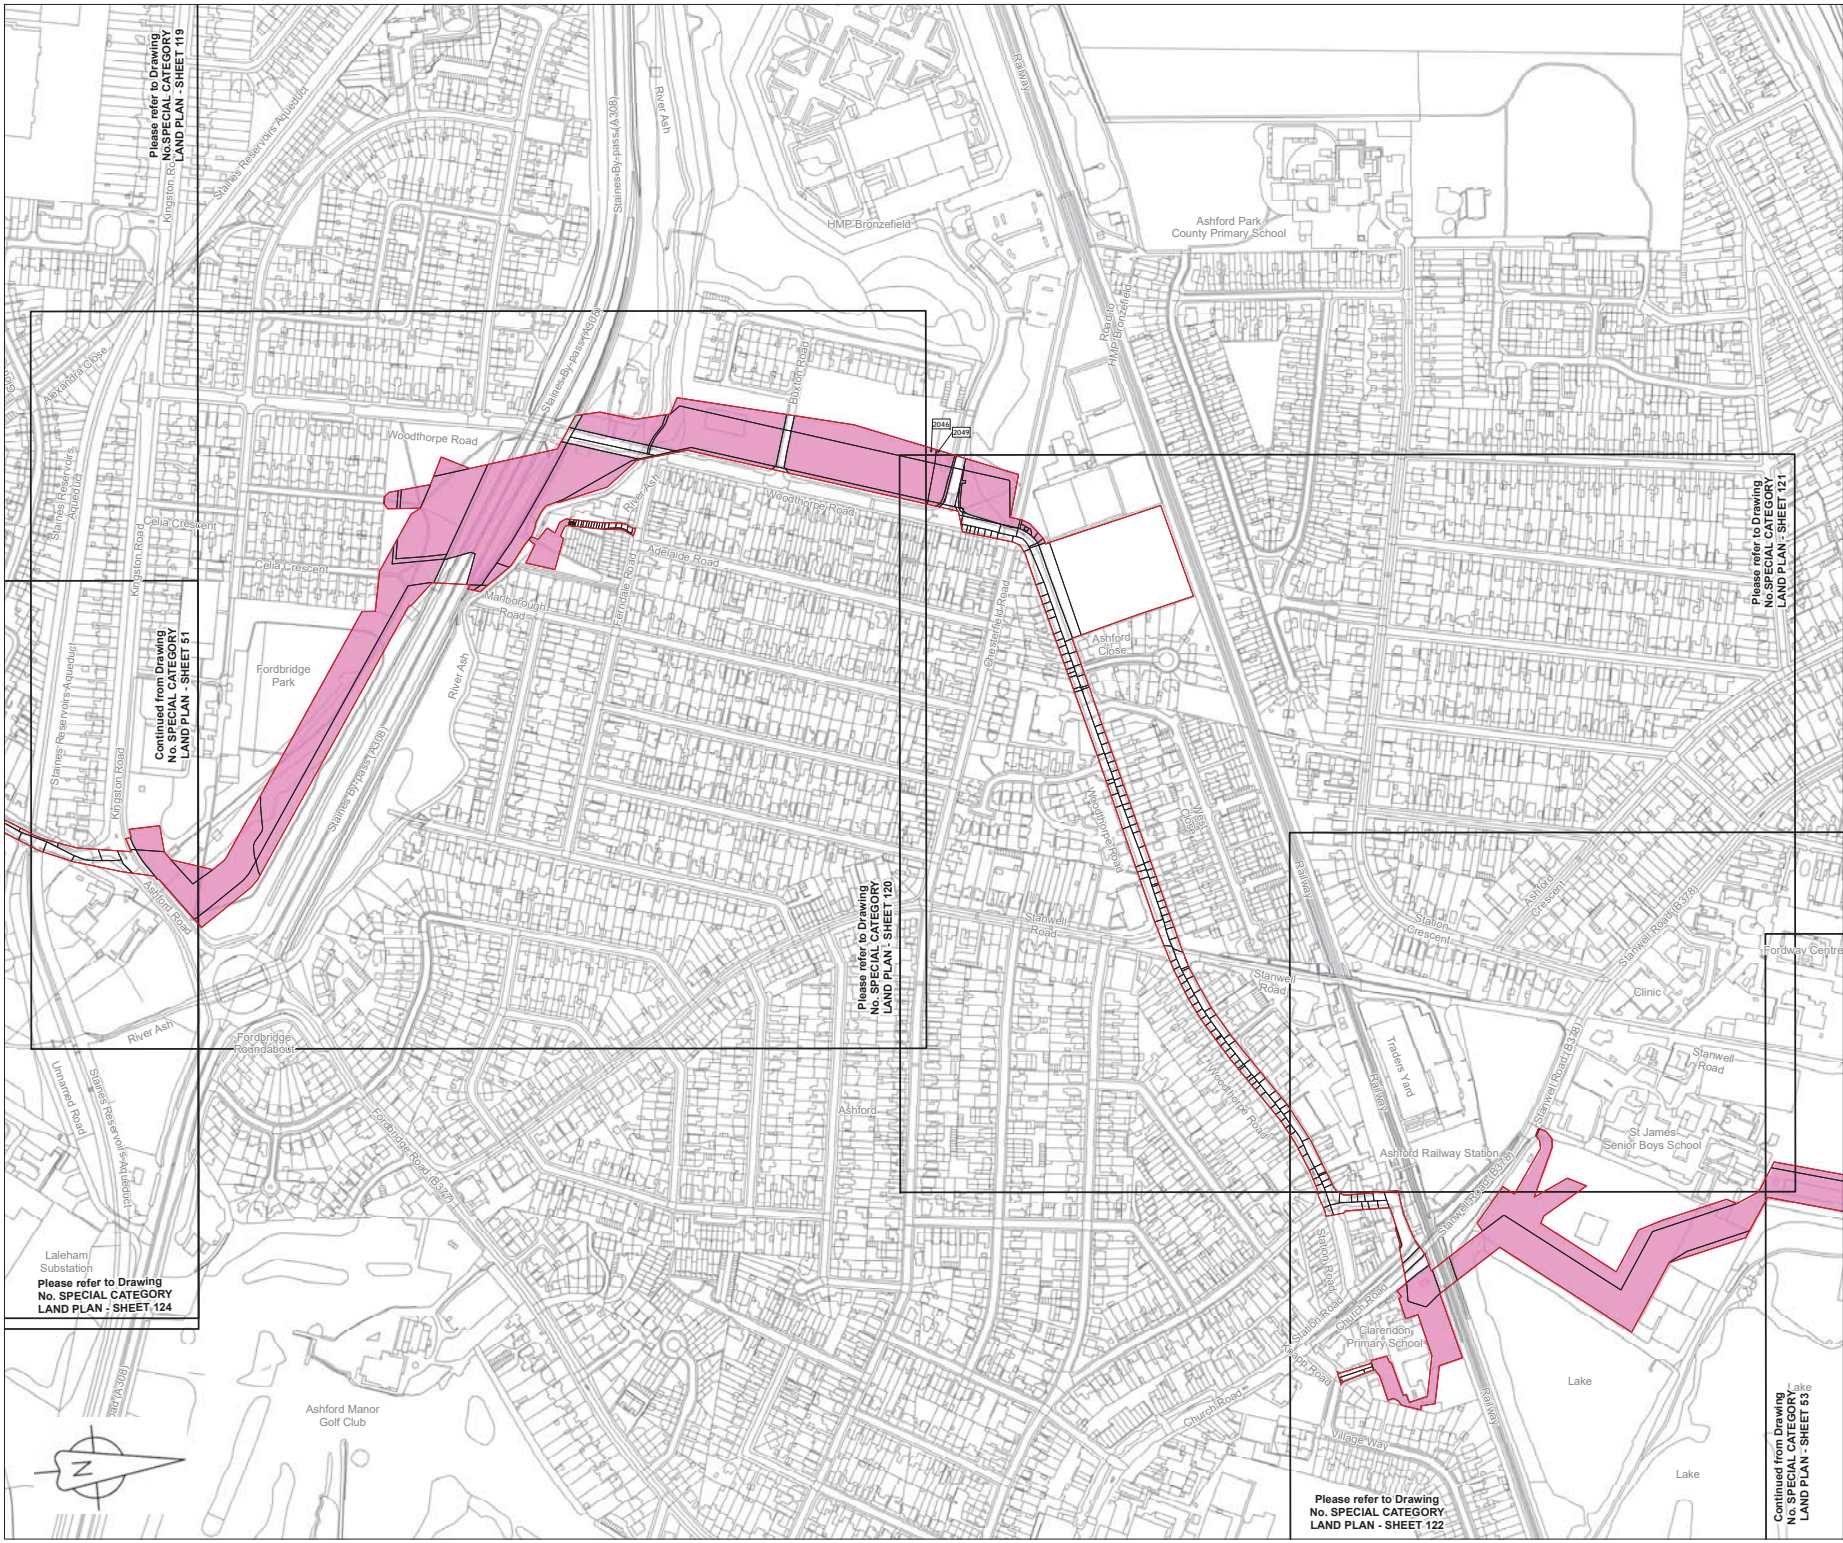 Please refer to Drawing
No.SPECIAL CATEGORY
LAND PLAN - SHEET 119
Kingston Road
Staines Reservoirs Aqueduct
Staines-By-pass (A308)
River Ash
Railway
HMP Bronzefield
Ashford Park
County Primary School
Road to
HMP Bronzefield
Alexandra Close
Staines By-pass (A308)
Buxton Road
Woodthorpe Road
2046
2049
Staines Reservoirs
Aqueduct
Celia Crescent
Kingston Road
Celia Crescent
River Ash
Woodthorpe Road
Adelaide Road
Ferndale Road
Marlborough
Road
Chesterfield Road
Ashford
Close
Please refer to Drawing
No.SPECIAL CATEGORY
LAND PLAN - SHEET 121
Continued from Drawing
No. SPECIAL CATEGORY
LAND PLAN - SHEET 51
Fordbridge
Park
River Ash
Staines Reservoirs Aqueduct
Kingston Road
Staines By-pass (A308)
Woodthorpe Road
West
Close
Railway
Ashford
Crescent
Station
Crescent
Stanwell Road (B378)
Ashford Road
Please refer to Drawing
No. SPECIAL CATEGORY
LAND PLAN - SHEET 120
Stanwell
Road
Stanwell
Road
Fordway Centre
Clinic
River Ash
Fordbridge
Roundabout
Unnamed Road
Staines Reservoirs Aqueduct
Fordbridge Road (B377)
Ashford
Woodthorpe Road
Traders Yard
Railway
Stanwell Road (B378)
Stanwell
Road
St James
Senior Boys School
Ashford Railway Station
Stanwell Road (B378)
Laleham
Substation
Please refer to Drawing
No. SPECIAL CATEGORY
LAND PLAN - SHEET 124
Station Road
Station Road
Church Road
Clarendon
Primary School
Knapp Road
Railway
Lake
Lake
Ashford Manor
Golf Club
Church Road
Village Way
Lake
N
Please refer to Drawing
No. SPECIAL CATEGORY
LAND PLAN - SHEET 122
Continued from Drawing
No. SPECIAL CATEGORY
LAND PLAN - SHEET 53